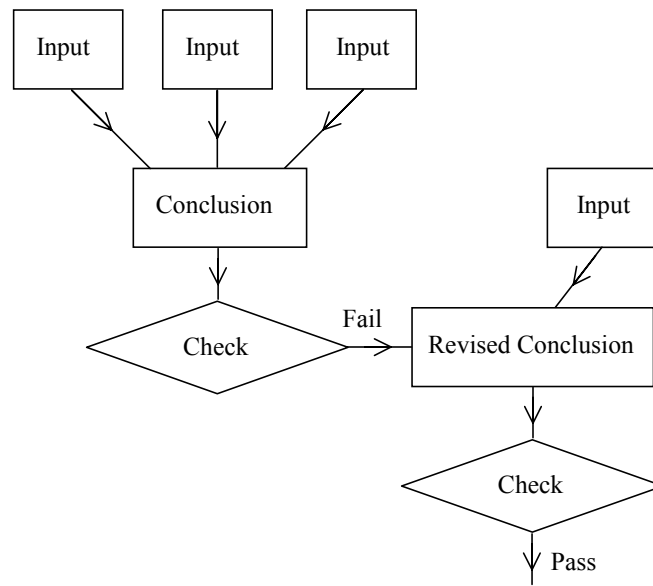 Input
Input
Input
Conclusion
Input
Check
Fail
Revised Conclusion
Check
Pass